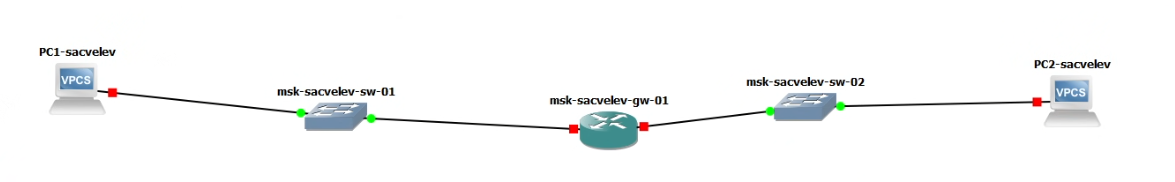 PC1-sacvelev
VPCS
msk-sacvelev-sw-01
msk-sacvelev-gw-01
msk-sacvelev-sw-02
PC2-sacvelev
VPCS